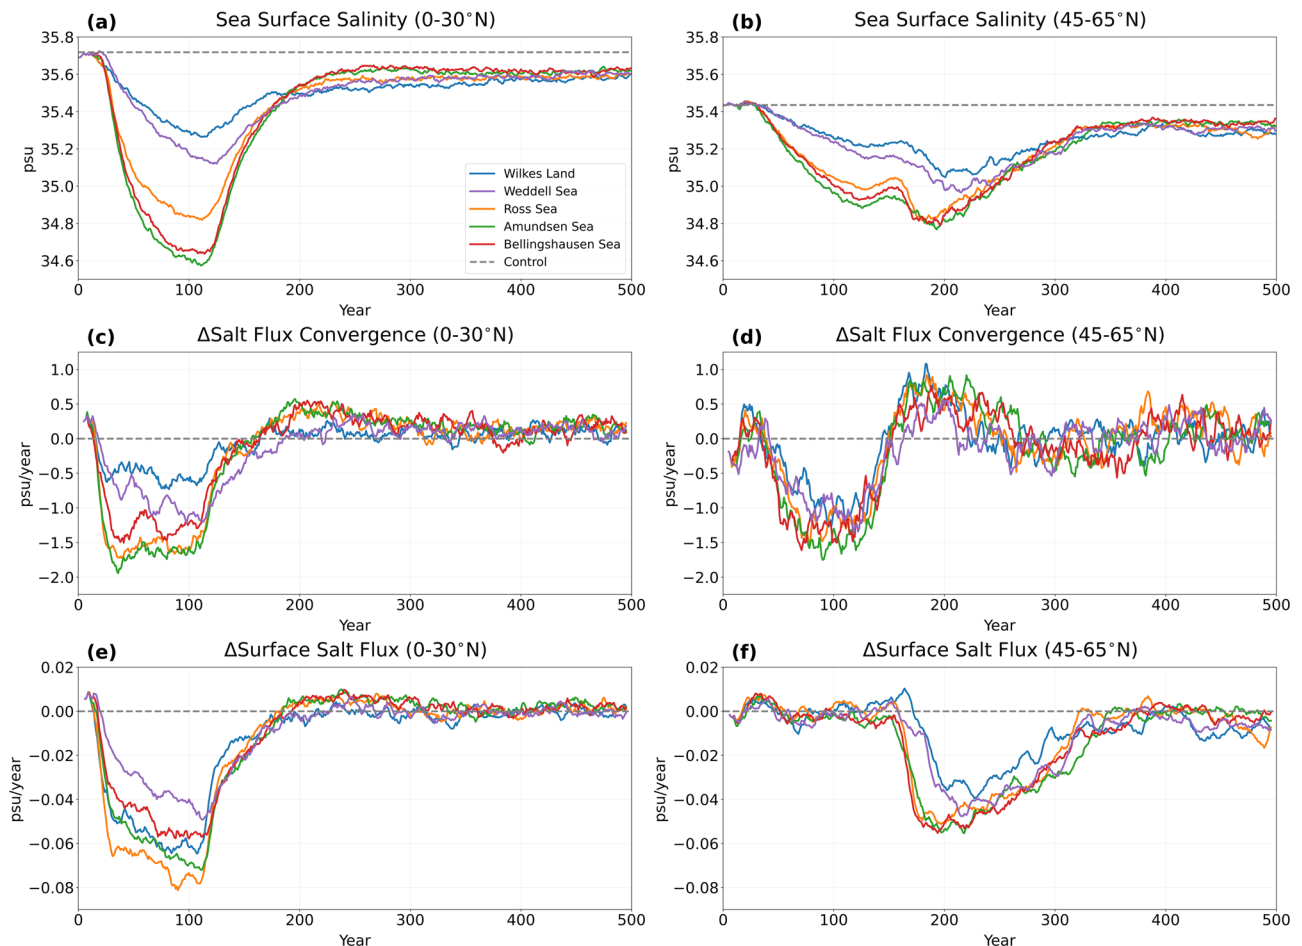 (a) Sea Surface Salinity (0-30°N)
35.8
35.6
35.4
35.2
35.0
34.8
34.6
psu
Wilkes Land
Weddell Sea
Ross Sea
Amundsen Sea
Bellingshausen Sea
Control
0 100 200 300 400 500
Year
(b) Sea Surface Salinity (45-65°N)
35.8
35.6
35.4
35.2
35.0
34.8
34.6
psu
0 100 200 300 400 500
Year
(c) ΔSalt Flux Convergence (0-30°N)
1.0
0.5
0.0
−0.5
−1.0
−1.5
−2.0
psu/year
0 100 200 300 400 500
Year
(d) ΔSalt Flux Convergence (45-65°N)
1.0
0.5
0.0
−0.5
−1.0
−1.5
−2.0
psu/year
0 100 200 300 400 500
Year
(e) ΔSurface Salt Flux (0-30°N)
0.02
0.00
−0.02
−0.04
−0.06
−0.08
psu/year
0 100 200 300 400 500
Year
(f) ΔSurface Salt Flux (45-65°N)
0.02
0.00
−0.02
−0.04
−0.06
−0.08
psu/year
0 100 200 300 400 500
Year